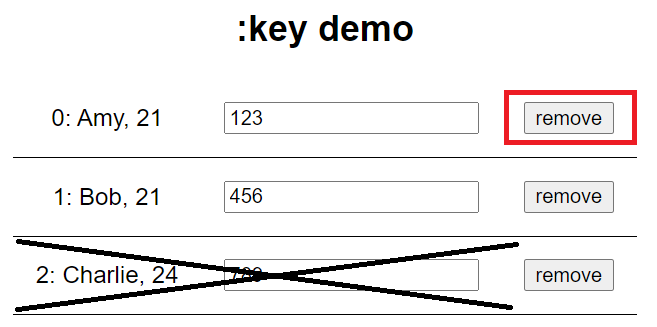 :key demo
0: Amy, 21 123 remove
1: Bob, 21 456 remove
2: Charlie, 24 remove